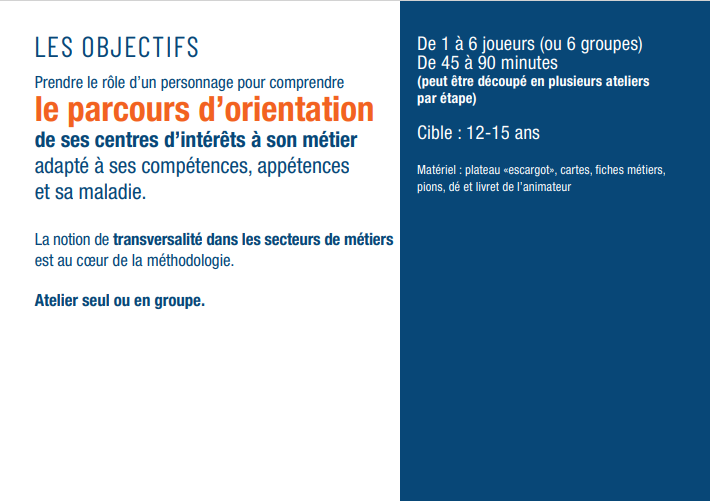 LES OBJECTIFS
Prendre le rôle d’un personnage pour comprendre
le parcours d’orientation
de ses centres d’intérêts à son métier
adapté à ses compétences, appétences
et sa maladie.
La notion de transversalité dans les secteurs de métiers
est au cœur de la méthodologie.
Atelier seul ou en groupe.
De 1 à 6 joueurs (ou 6 groupes)
De 45 à 90 minutes
(peut être découpé en plusieurs ateliers
par étape)
Cible : 12-15 ans
Matériel : plateau «escargot», cartes, fiches métiers,
pions, dé et livret de l’animateur